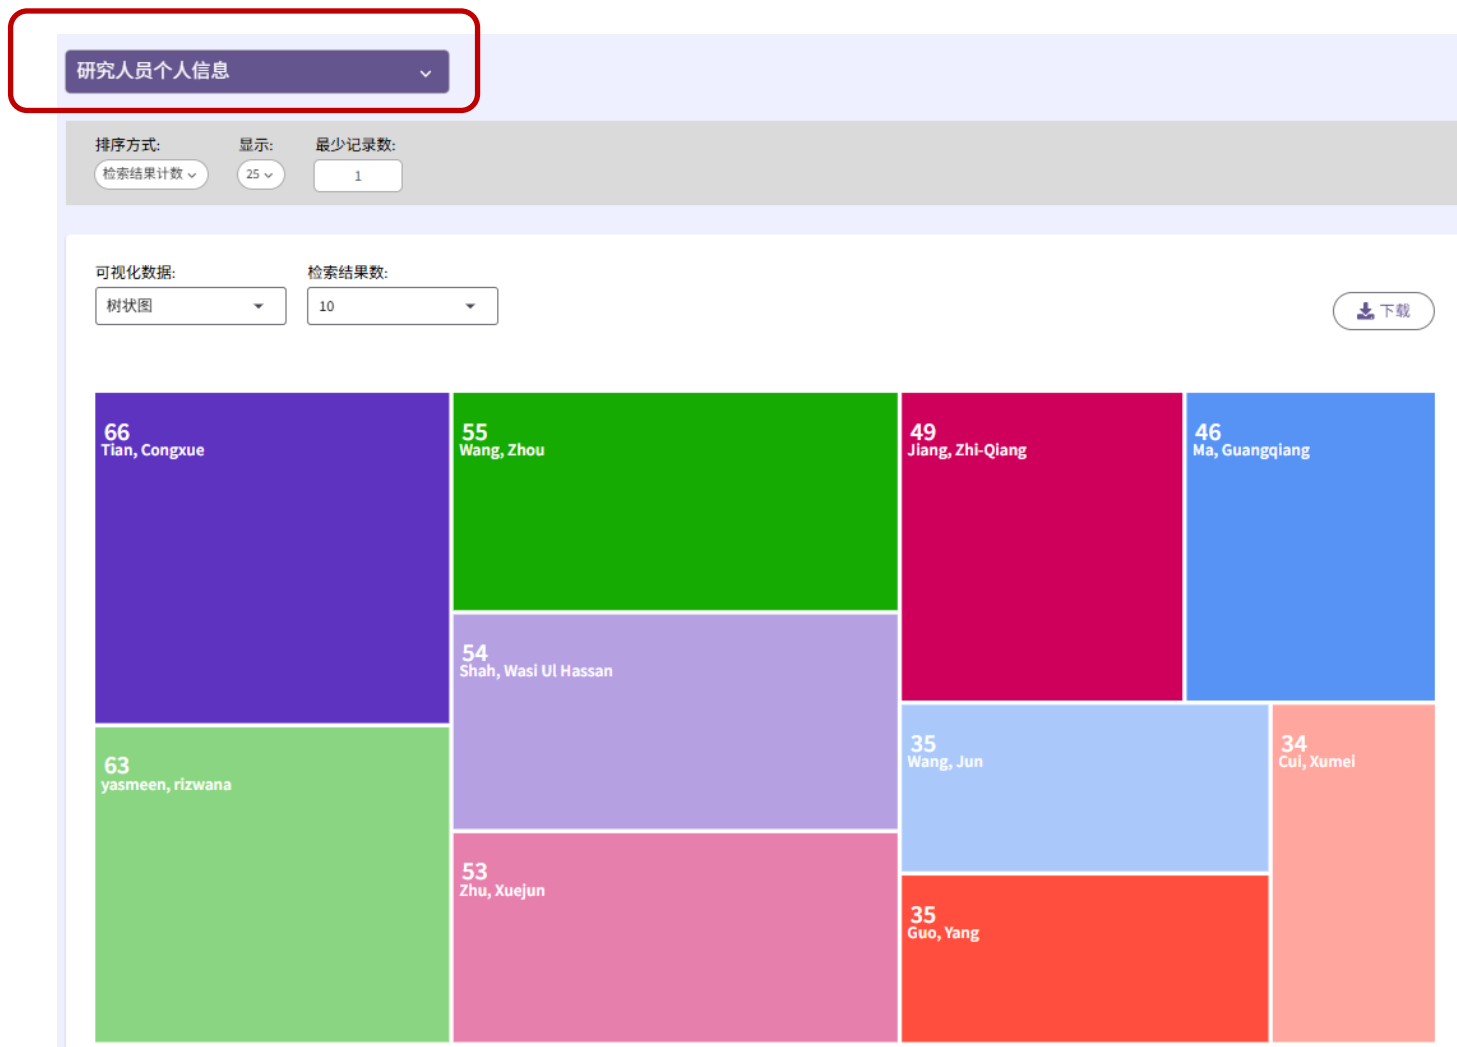 研究人员个人信息
排序方式: 显示: 最少记录数:
检索结果计数 25 1
可视化数据: 检索结果数:
树状图 10
下载
66
Tian, Congxue
55
Wang, Zhou
49
Jiang, Zhi-Qiang
46
Ma, Guangqiang
54
Shah, Wasi Ul Hassan
63
yasmeen, rizwana
35
Wang, Jun
34
Cui, Xumei
53
Zhu, Xuejun
35
Guo, Yang